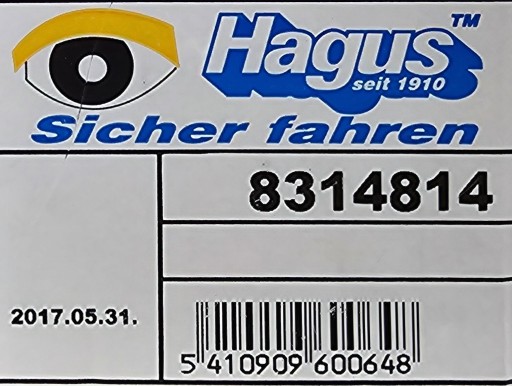 Hagus™
seit 1910
Sicher fahren
8314814
2017.05.31.
5 410909 600648